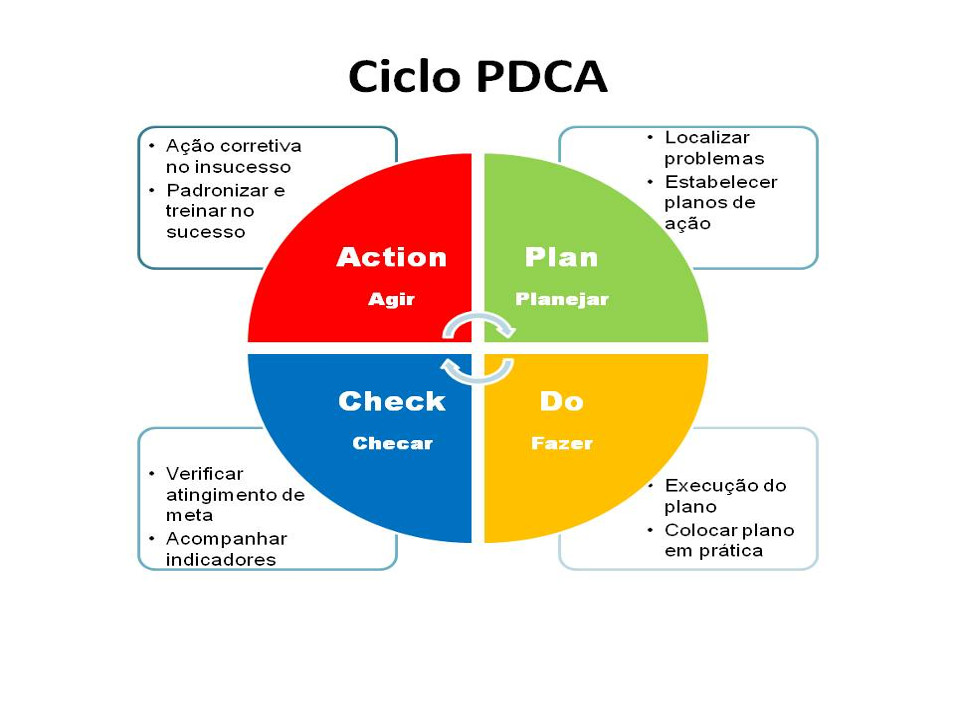 Ciclo PDCA
• Ação corretiva
no insucesso
• Padronizar e
treinar no
sucesso
• Localizar
problemas
• Estabelecer
planos de
ação
Action
Agir
Plan
Planejar
Check
Checar
Do
Fazer
• Verificar
atingimento de
meta
• Acompanhar
indicadores
• Execução do
plano
• Colocar plano
em prática